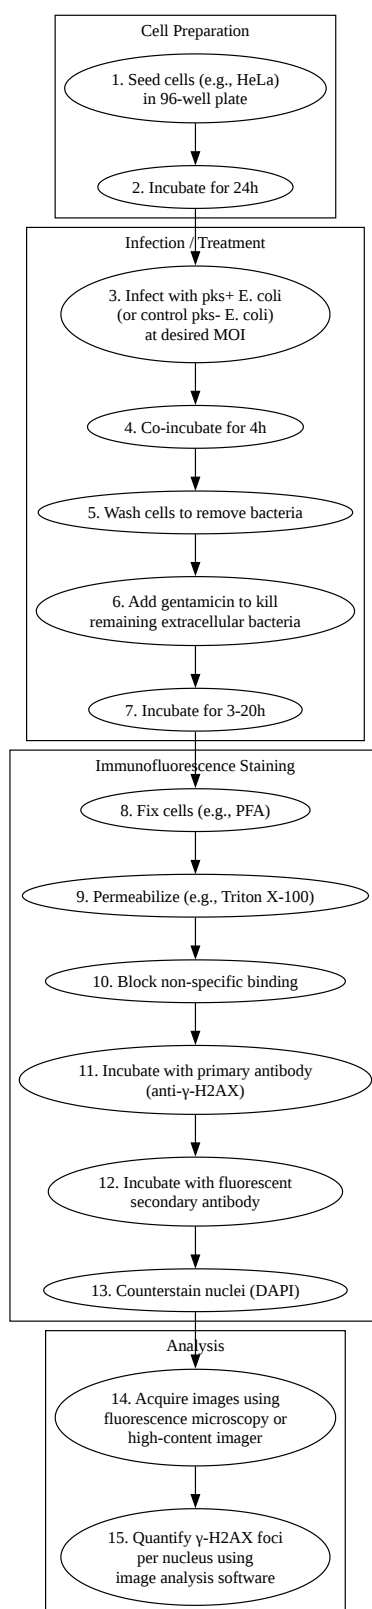 Cell Preparation
1. Seed cells (e.g., HeLa)
in 96-well plate
2. Incubate for 24h
Infection / Treatment
3. Infect with pks+ E. coli
(or control pks- E. coli)
at desired MOI
4. Co-incubate for 4h
5. Wash cells to remove bacteria
6. Add gentamicin to kill
remaining extracellular bacteria
7. Incubate for 3-20h
Immunofluorescence Staining
8. Fix cells (e.g., PFA)
9. Permeabilize (e.g., Triton X-100)
10. Block non-specific binding
11. Incubate with primary antibody
(anti-γ-H2AX)
12. Incubate with fluorescent
secondary antibody
13. Counterstain nuclei (DAPI)
Analysis
14. Acquire images using
fluorescence microscopy or
high-content imager
15. Quantify γ-H2AX foci
per nucleus using
image analysis software